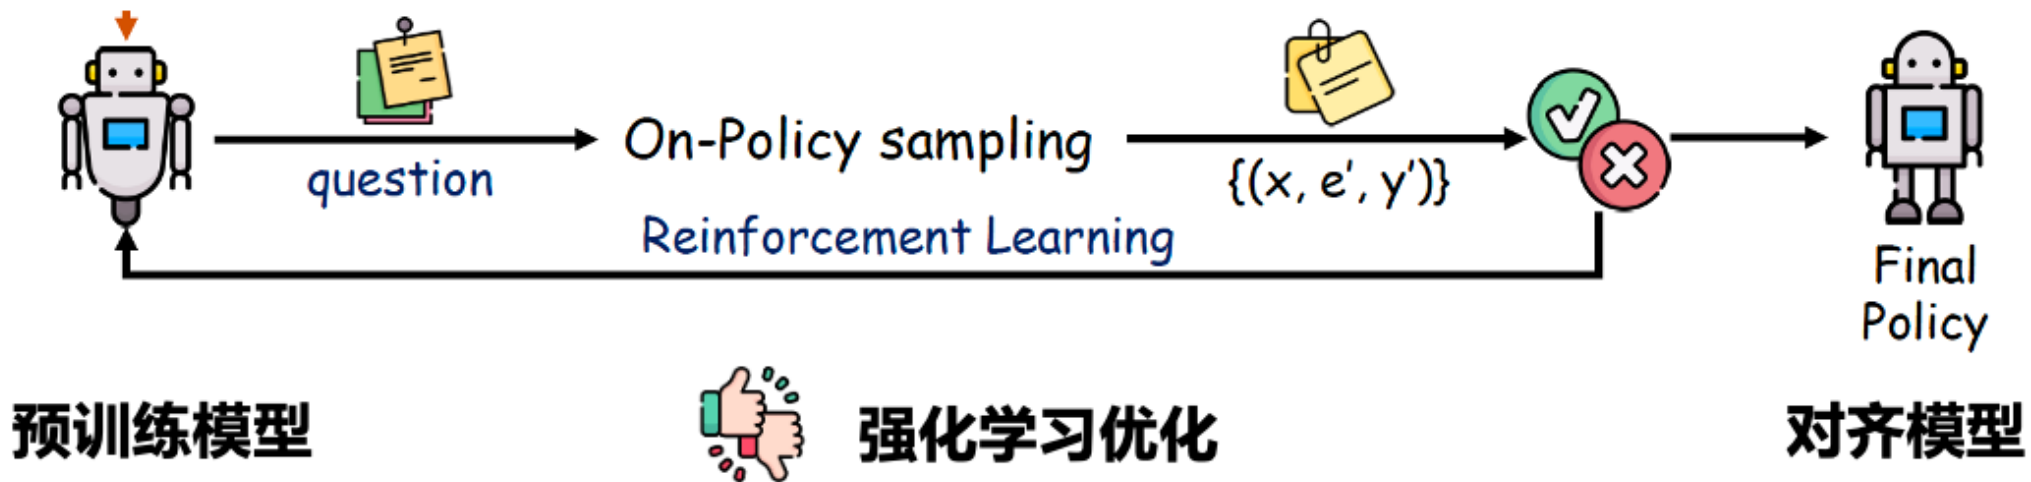 question
On-Policy sampling
{(x, e', y')}
Reinforcement Learning
Final
Policy
预训练模型
强化学习优化
对齐模型